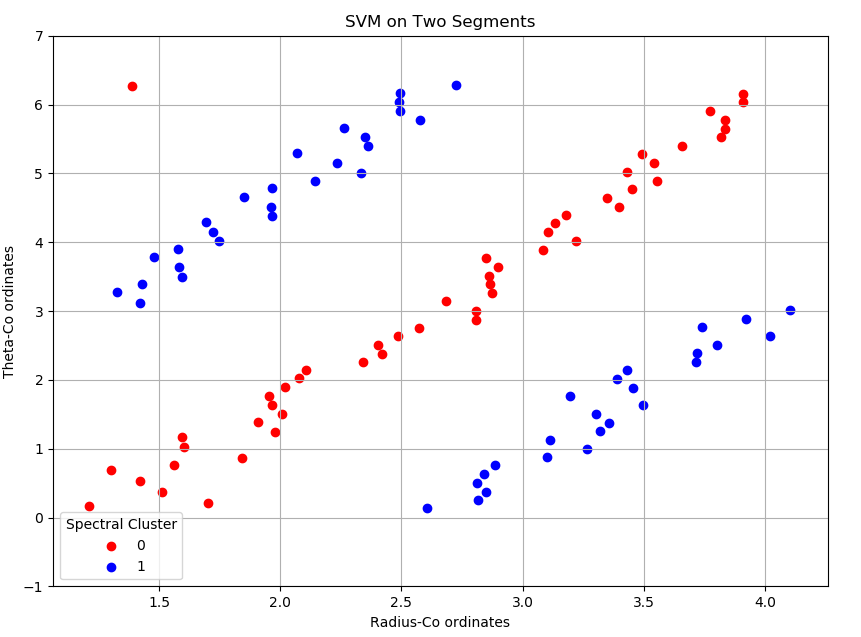 SVM on Two Segments
7
6
5
4
3
2
1
0
−1
Theta-Co ordinates
Spectral Cluster
0
1
1.5 2.0 2.5 3.0 3.5 4.0
Radius-Co ordinates